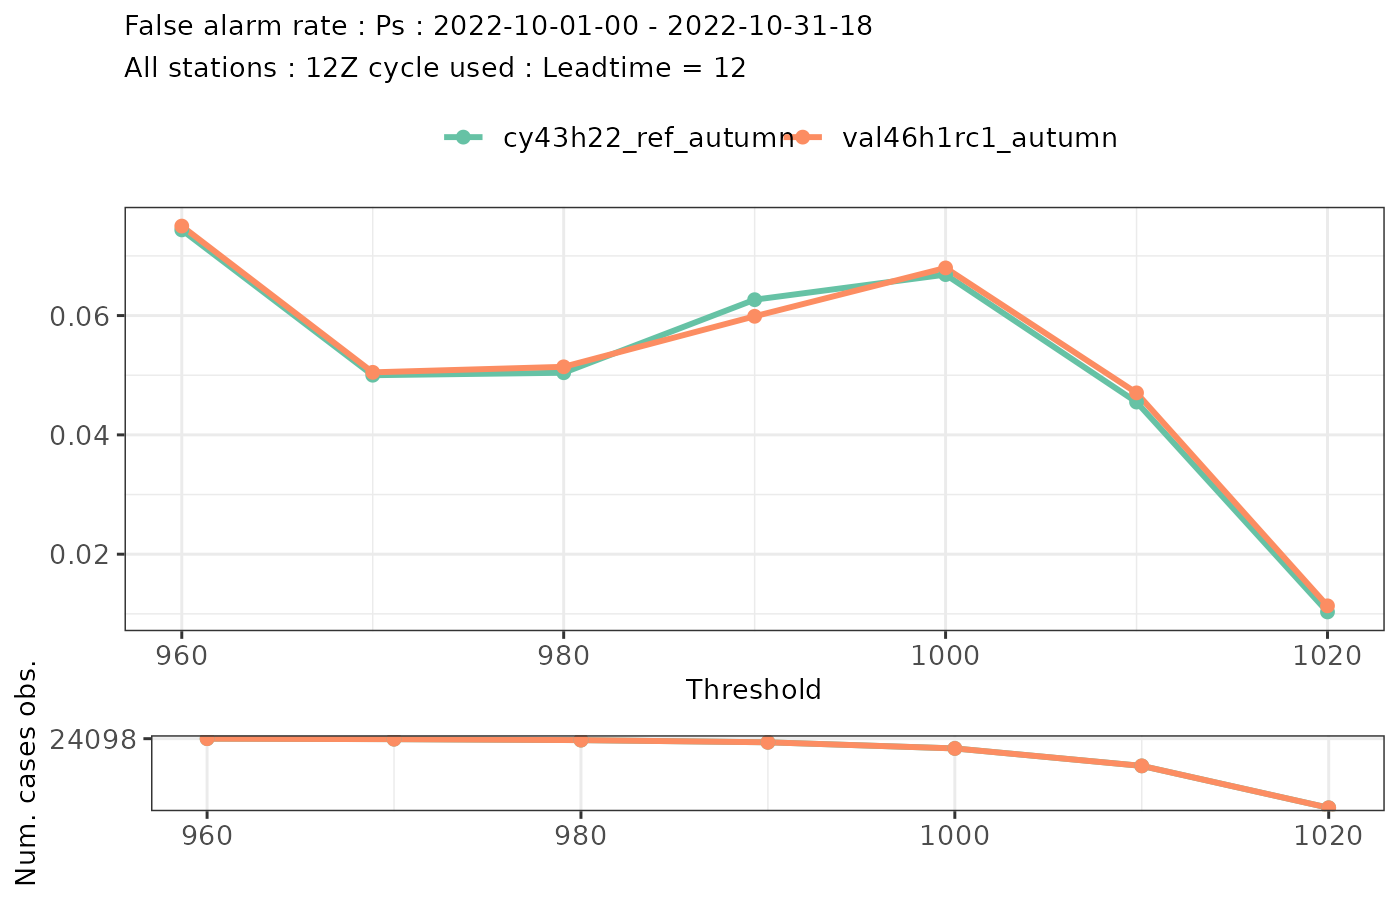 False alarm rate : Ps : 2022-10-01-00 - 2022-10-31-18
All stations : 12Z cycle used : Leadtime = 12
cy43h22_ref_autumn val46h1rc1_autumn
0.06
0.04
0.02
960 980 1000 1020
Threshold
Num. cases obs.
24098
960 980 1000 1020